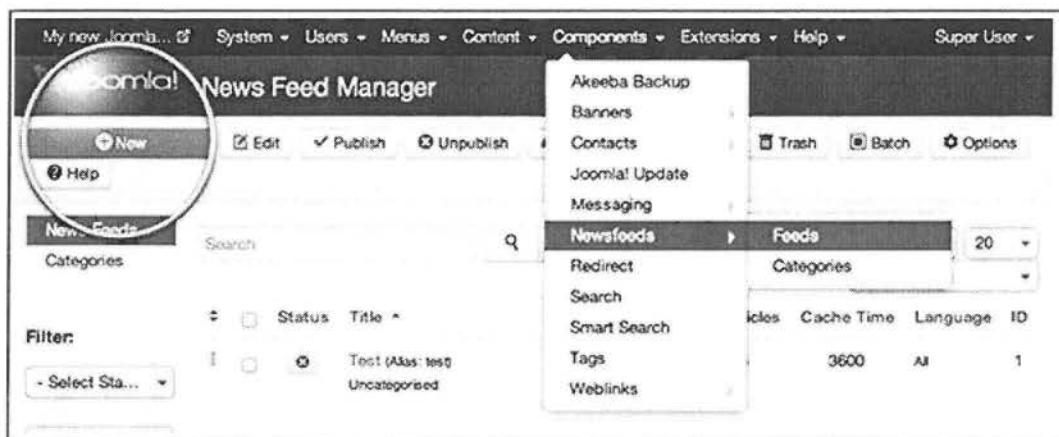 My new Joomla... System Users Menus Content Components Extensions Help Super User
Joomla! News Feed Manager
Akeeba Backup
Banners
New Edit Publish Unpublish Contacts Trash Batch Options
Help Joomla! Update
Messaging
News Feeds Search Newsfeeds Feeds 20
Categories Redirect Categories
Search
Status Title Cache Time Language ID
Filter: Smart Search
Test (Alias: test) Tags 3600 All 1
- Select Sta... Uncategorised Weblinks